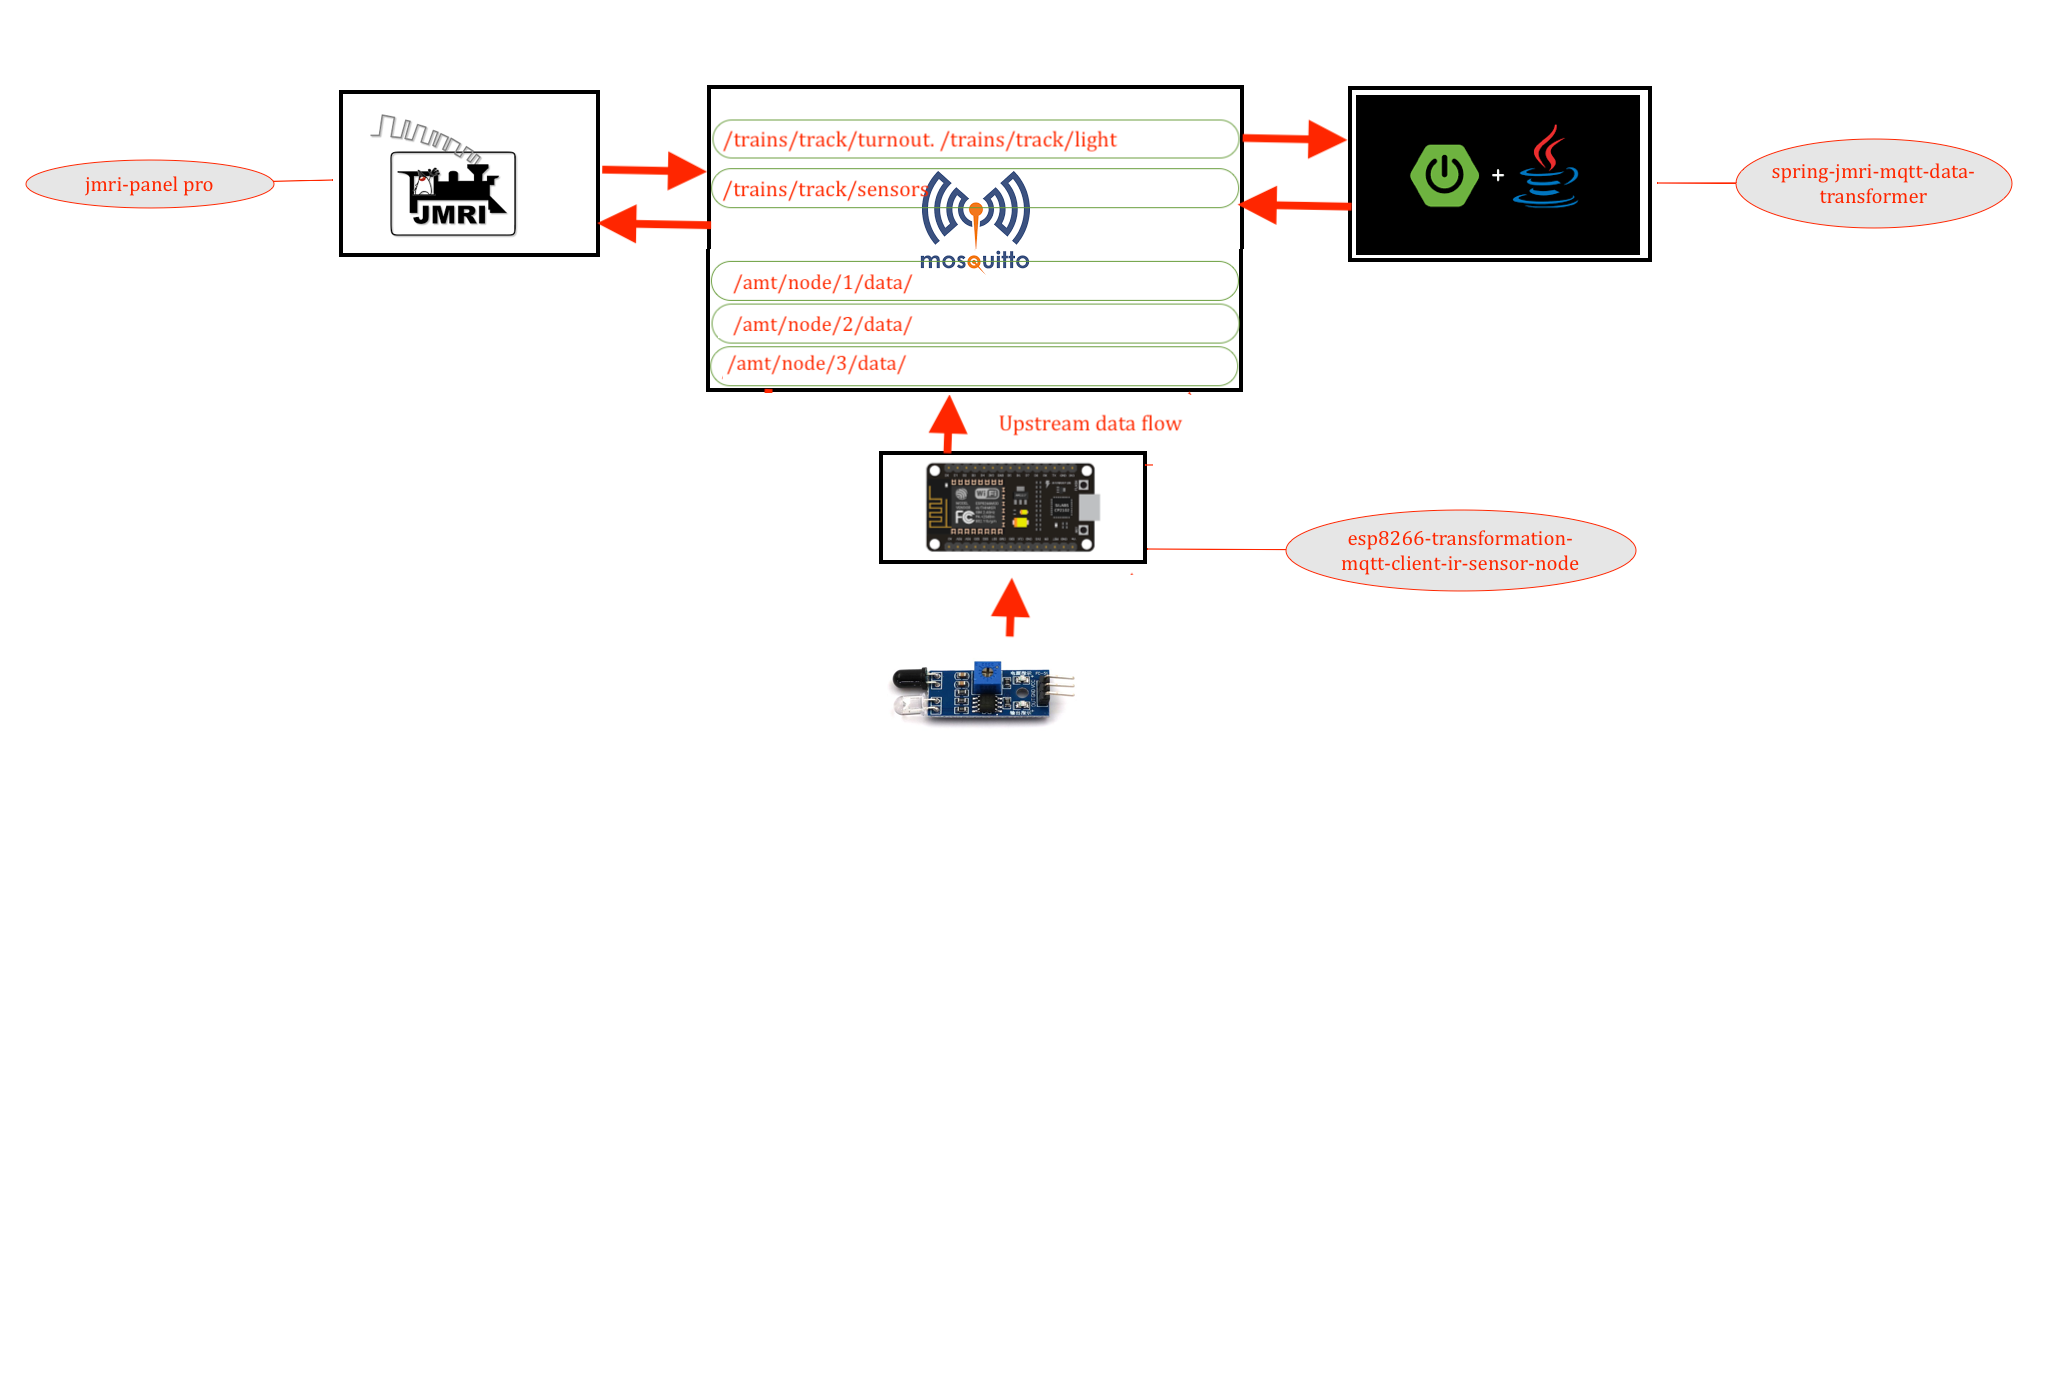 /trains/track/turnout. /trains/track/light
jmri-panel pro
JMRI
/trains/track/sensors
+
spring-jmri-mqtt-data-
transformer
mosquitto
/amt/node/1/data/
/amt/node/2/data/
/amt/node/3/data/
Upstream data flow
WiFi
FC
esp8266-transformation-
mqtt-client-ir-sensor-node